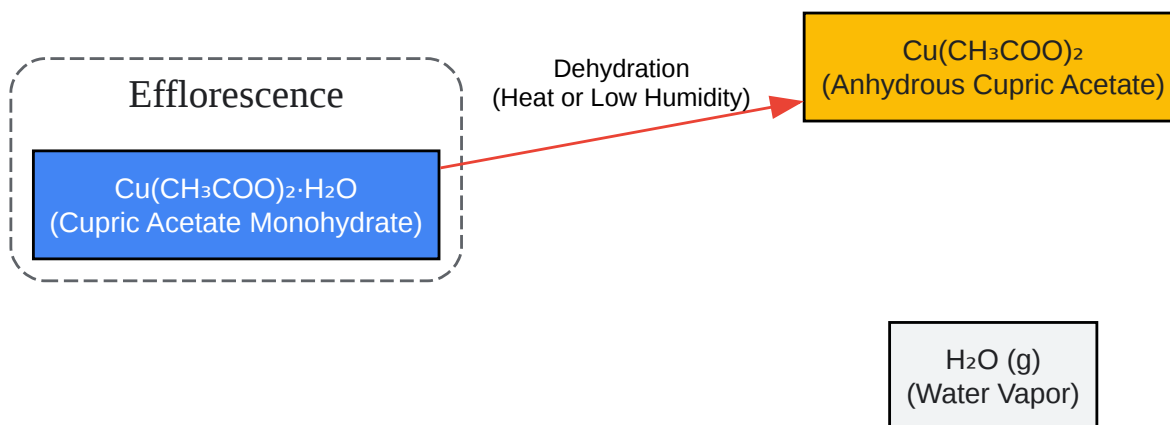 Efflorescence
Cu(CH₃COO)₂·H₂O
(Cupric Acetate Monohydrate)
Dehydration
(Heat or Low Humidity)
Cu(CH₃COO)₂
(Anhydrous Cupric Acetate)
H₂O (g)
(Water Vapor)